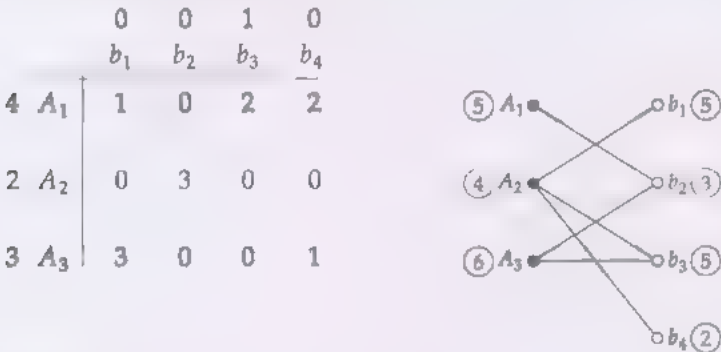 0 0 1 0
b₁ b₂ b₃ b₄
4 A₁ 1 0 2 2
2 A₂ 0 3 0 0
3 A₃ 3 0 0 1
5 A₁ b₁ 5
4 A₂ b₂ 3
6 A₃ b₃ 5
b₄ 2